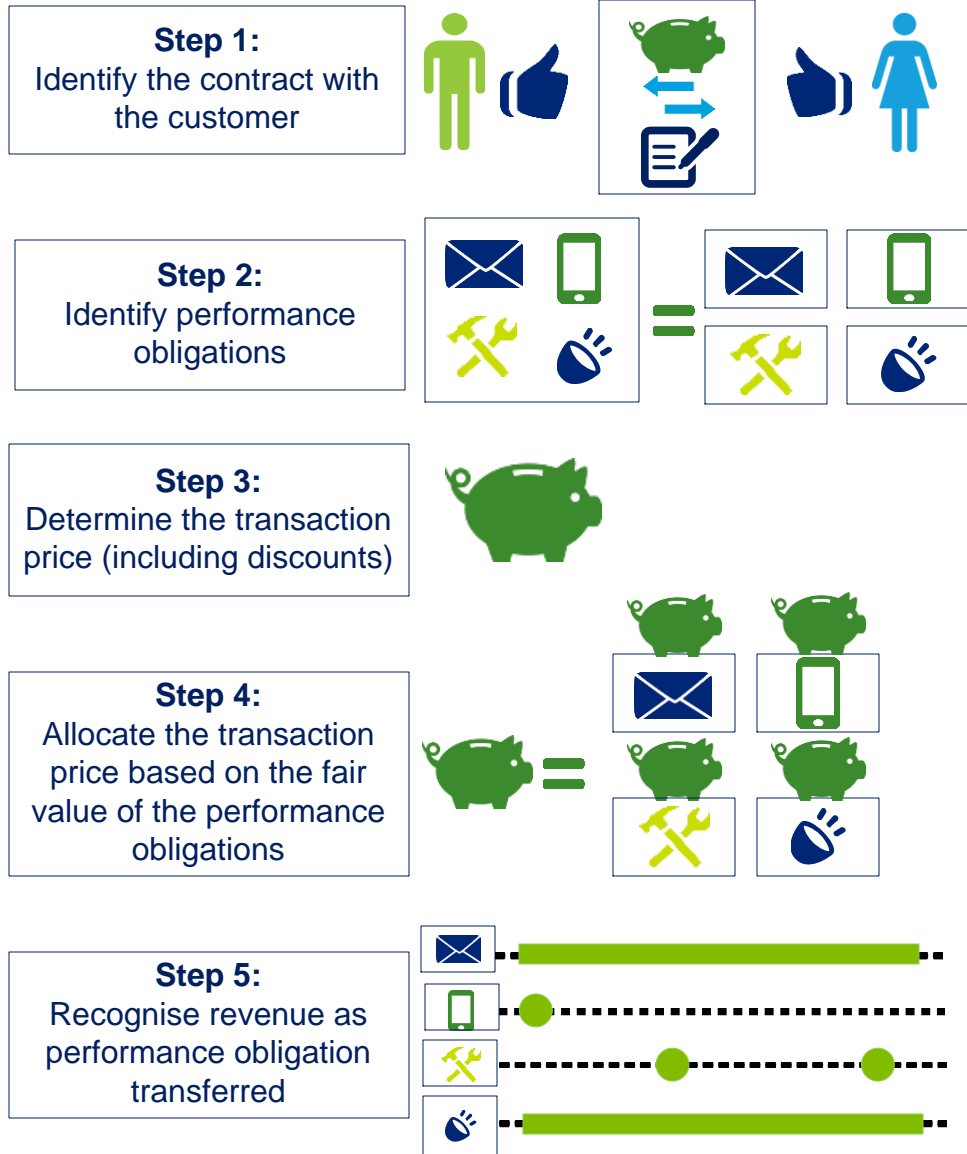 Step 1:
Identify the contract with
the customer
Step 2:
Identify performance
obligations
Step 3:
Determine the transaction
price (including discounts)
Step 4:
Allocate the transaction
price based on the fair
value of the performance
obligations
Step 5:
Recognise revenue as
performance obligation
transferred